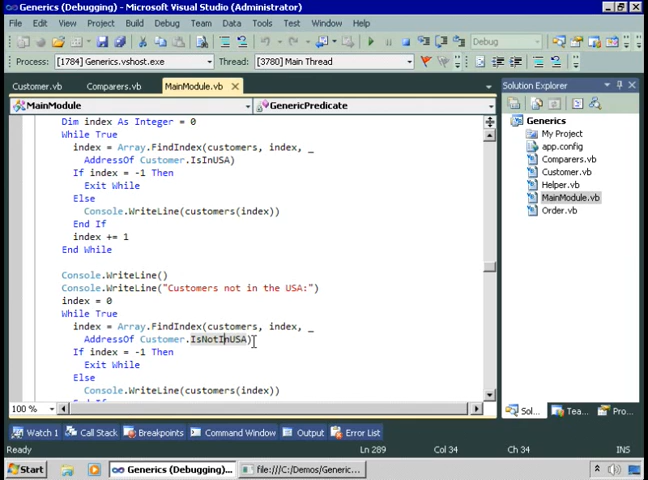 Generics (Debugging) - Microsoft Visual Studio (Administrator)
File Edit View Project Build Debug Team Data Tools Test Window Help
Debug
Process: [1784] Generics.vshost.exe Thread: [3780] Main Thread
Customer.vb Comparers.vb MainModule.vb
Solution Explorer
MainModule GenericPredicate
Generics
My Project
app.config
Comparers.vb
Customer.vb
Helper.vb
MainModule.vb
Order.vb
Dim index As Integer = 0
While True
index = Array.FindIndex(customers, index, _
AddressOf Customer.IsInUSA)
If index = -1 Then
Exit While
Else
Console.WriteLine(customers(index))
End If
index += 1
End While
Console.WriteLine()
Console.WriteLine("Customers not in the USA:")
index = 0
While True
index = Array.FindIndex(customers, index, _
AddressOf Customer.IsNotInUSA)
If index = -1 Then
Exit While
Else
Console.WriteLine(customers(index))
End If
100 %
Sol... Tea... Pro...
Watch 1 Call Stack Breakpoints Command Window Output Error List
Ready Ln 289 Col 34 Ch 34 INS
Start Generics (Debugging)... file:///C:/Demos/Generic...